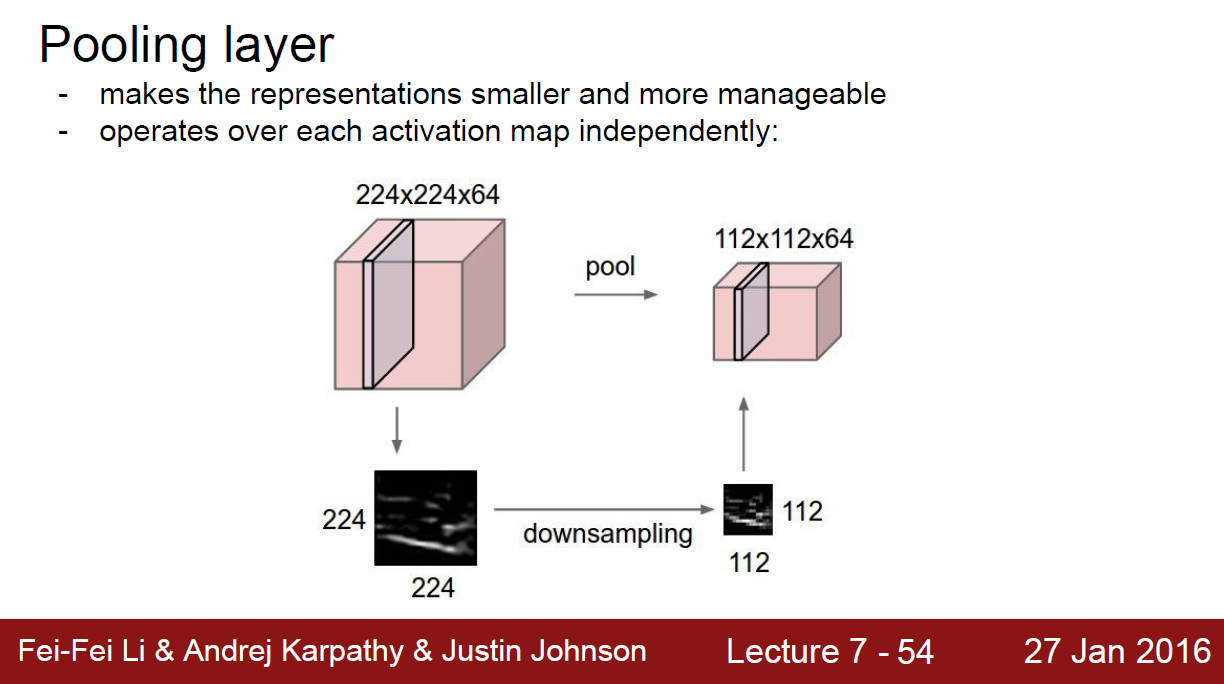 Pooling layer
- makes the representations smaller and more manageable
- operates over each activation map independently:
224x224x64
112x112x64
pool
224
downsampling
112
224
112
Fei-Fei Li & Andrej Karpathy & Justin Johnson
Lecture 7 - 54
27 Jan 2016